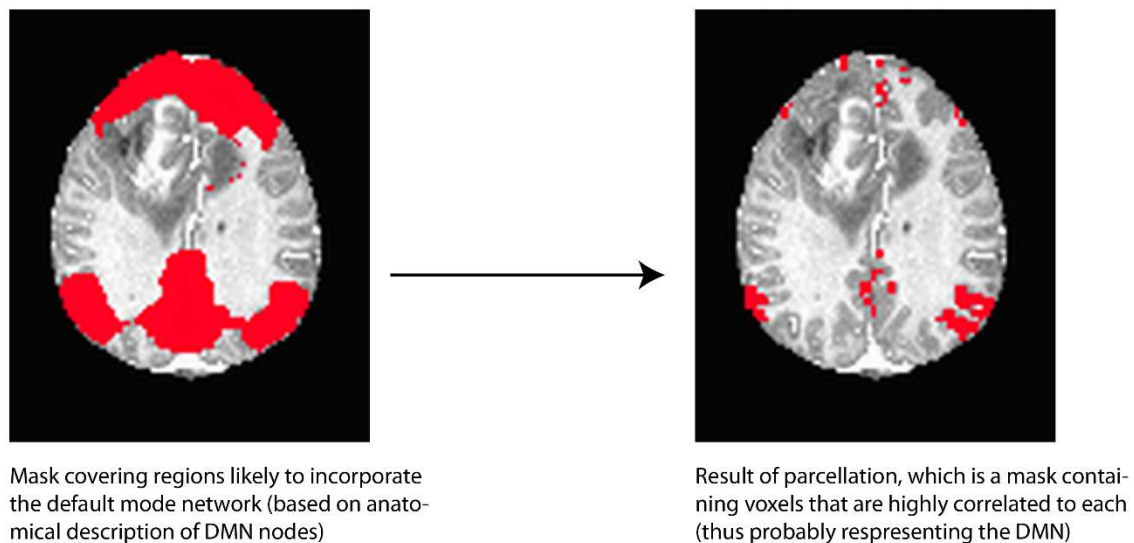 Mask covering regions likely to incorporate
the default mode network (based on anato-
mical description of DMN nodes)
Result of parcellation, which is a mask contai-
ning voxels that are highly correlated to each
(thus probably respresenting the DMN)